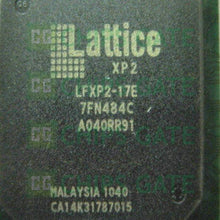 Lattice
XP2
LFXP2-17E
7FN484C
A040RR91
MALAYSIA 1040
CA14K31787015